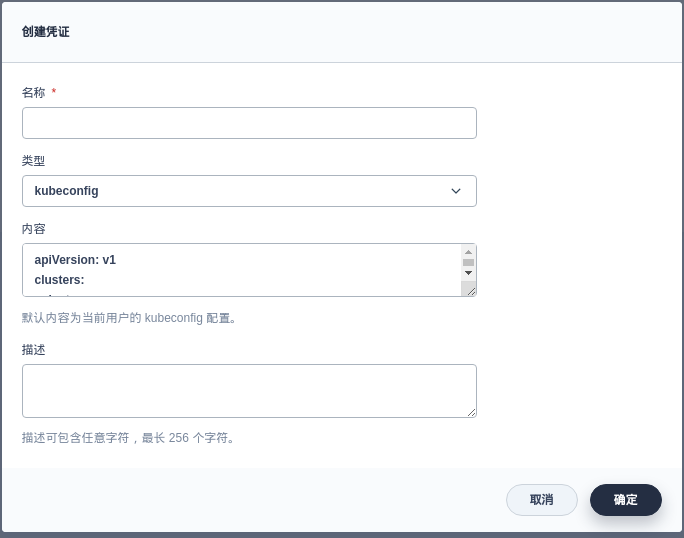 创建凭证
名称 *
类型
kubeconfig
内容
apiVersion: v1
clusters:
默认内容为当前用户的 kubeconfig 配置。
描述
描述可包含任意字符，最长 256 个字符。
取消
确定